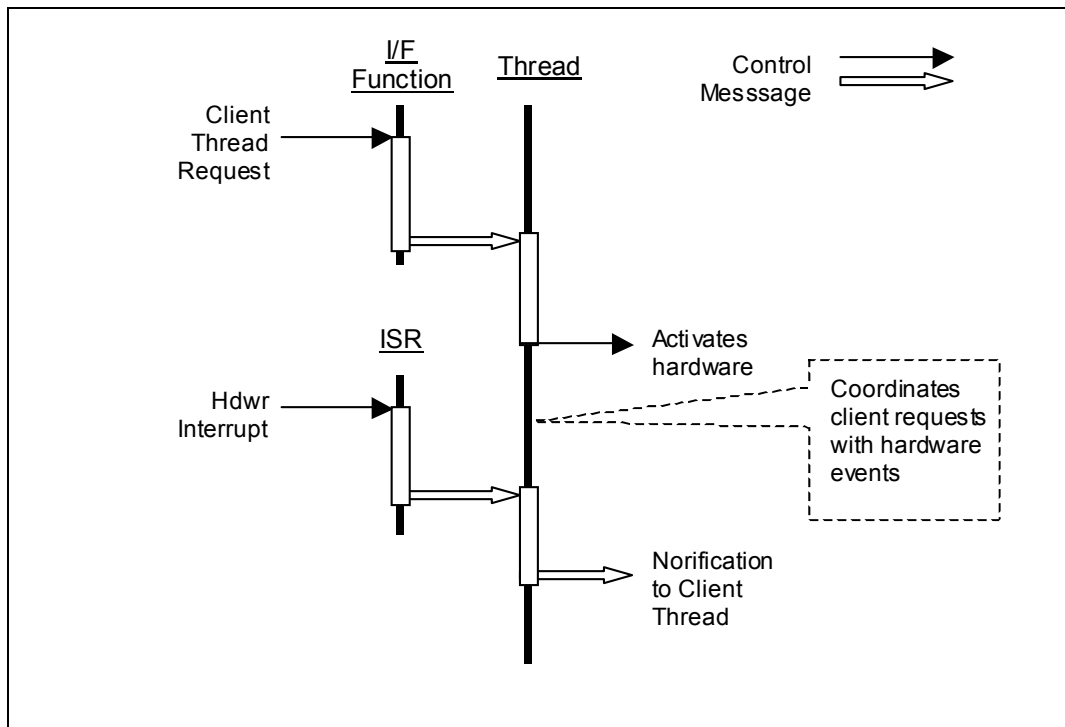 I/F
Function
Thread
Control
Messsage
Client
Thread
Request
ISR
Activates
hardware
Hdwr
Interrupt
Coordinates
client requests
with hardware
events
Norification
to Client
Thread